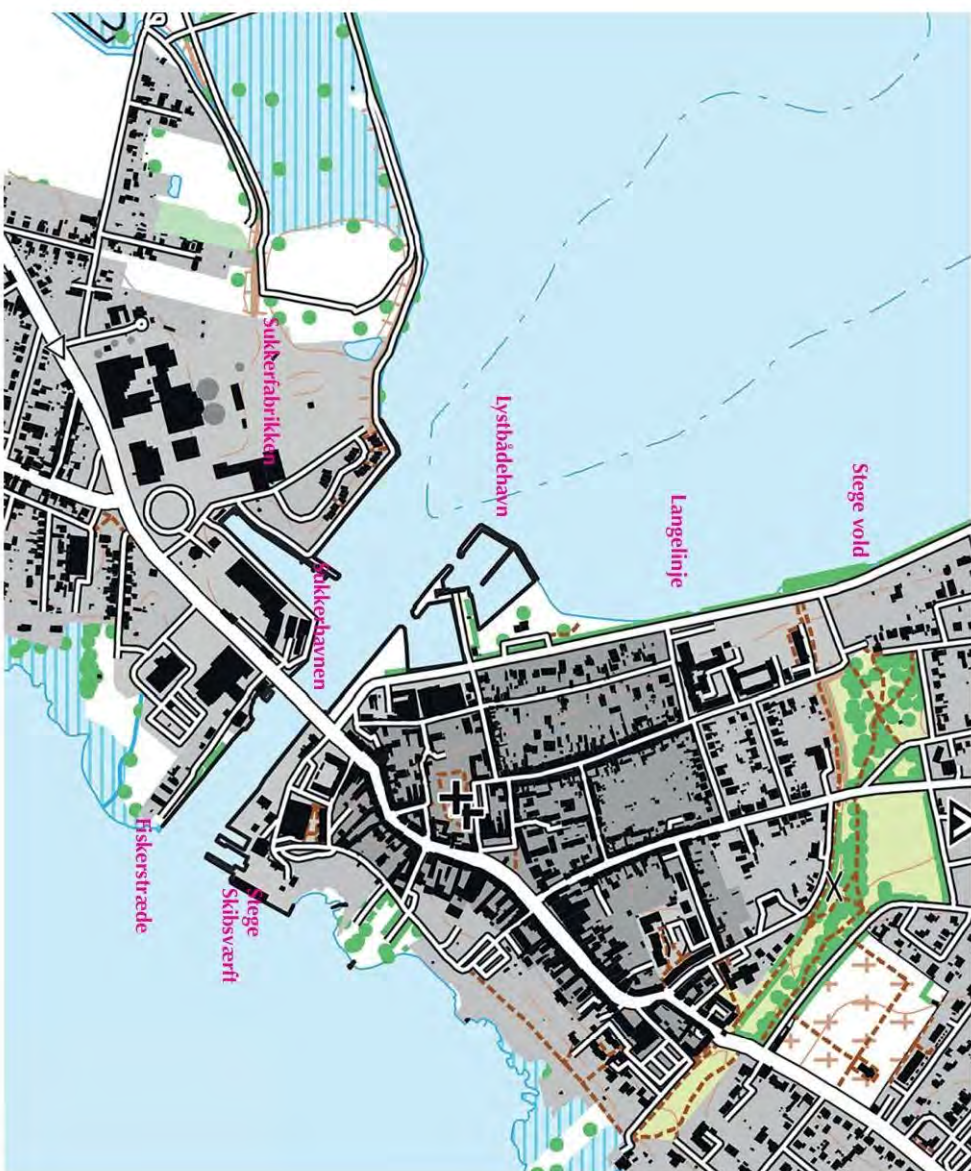 Stege vold
Langelinje
Lystbådehavn
Sukkerhavnen
Sukkerfabrikken
Stege
Skibsværft
Fiskerstræde